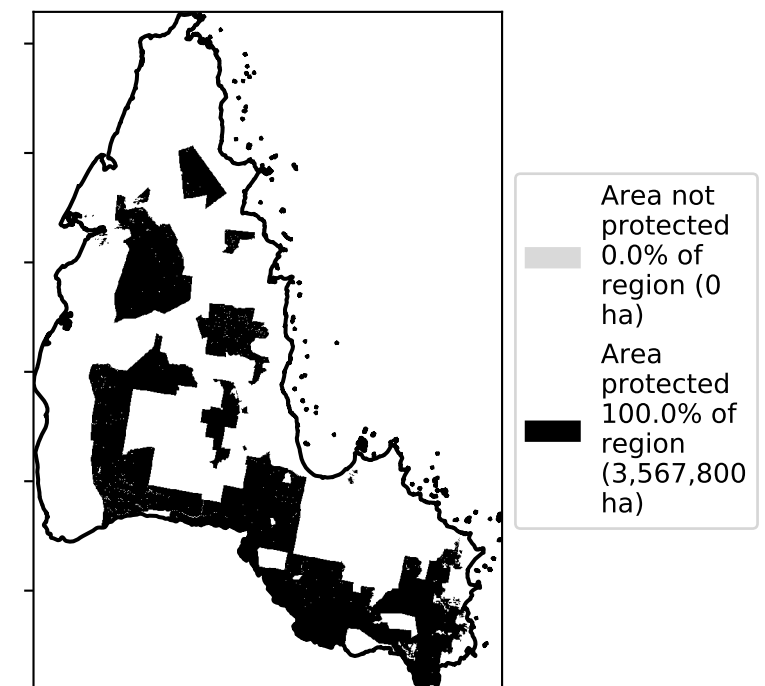 Area not
protected
0.0% of
region (0
ha)
Area
protected
100.0% of
region
(3,567,800
ha)